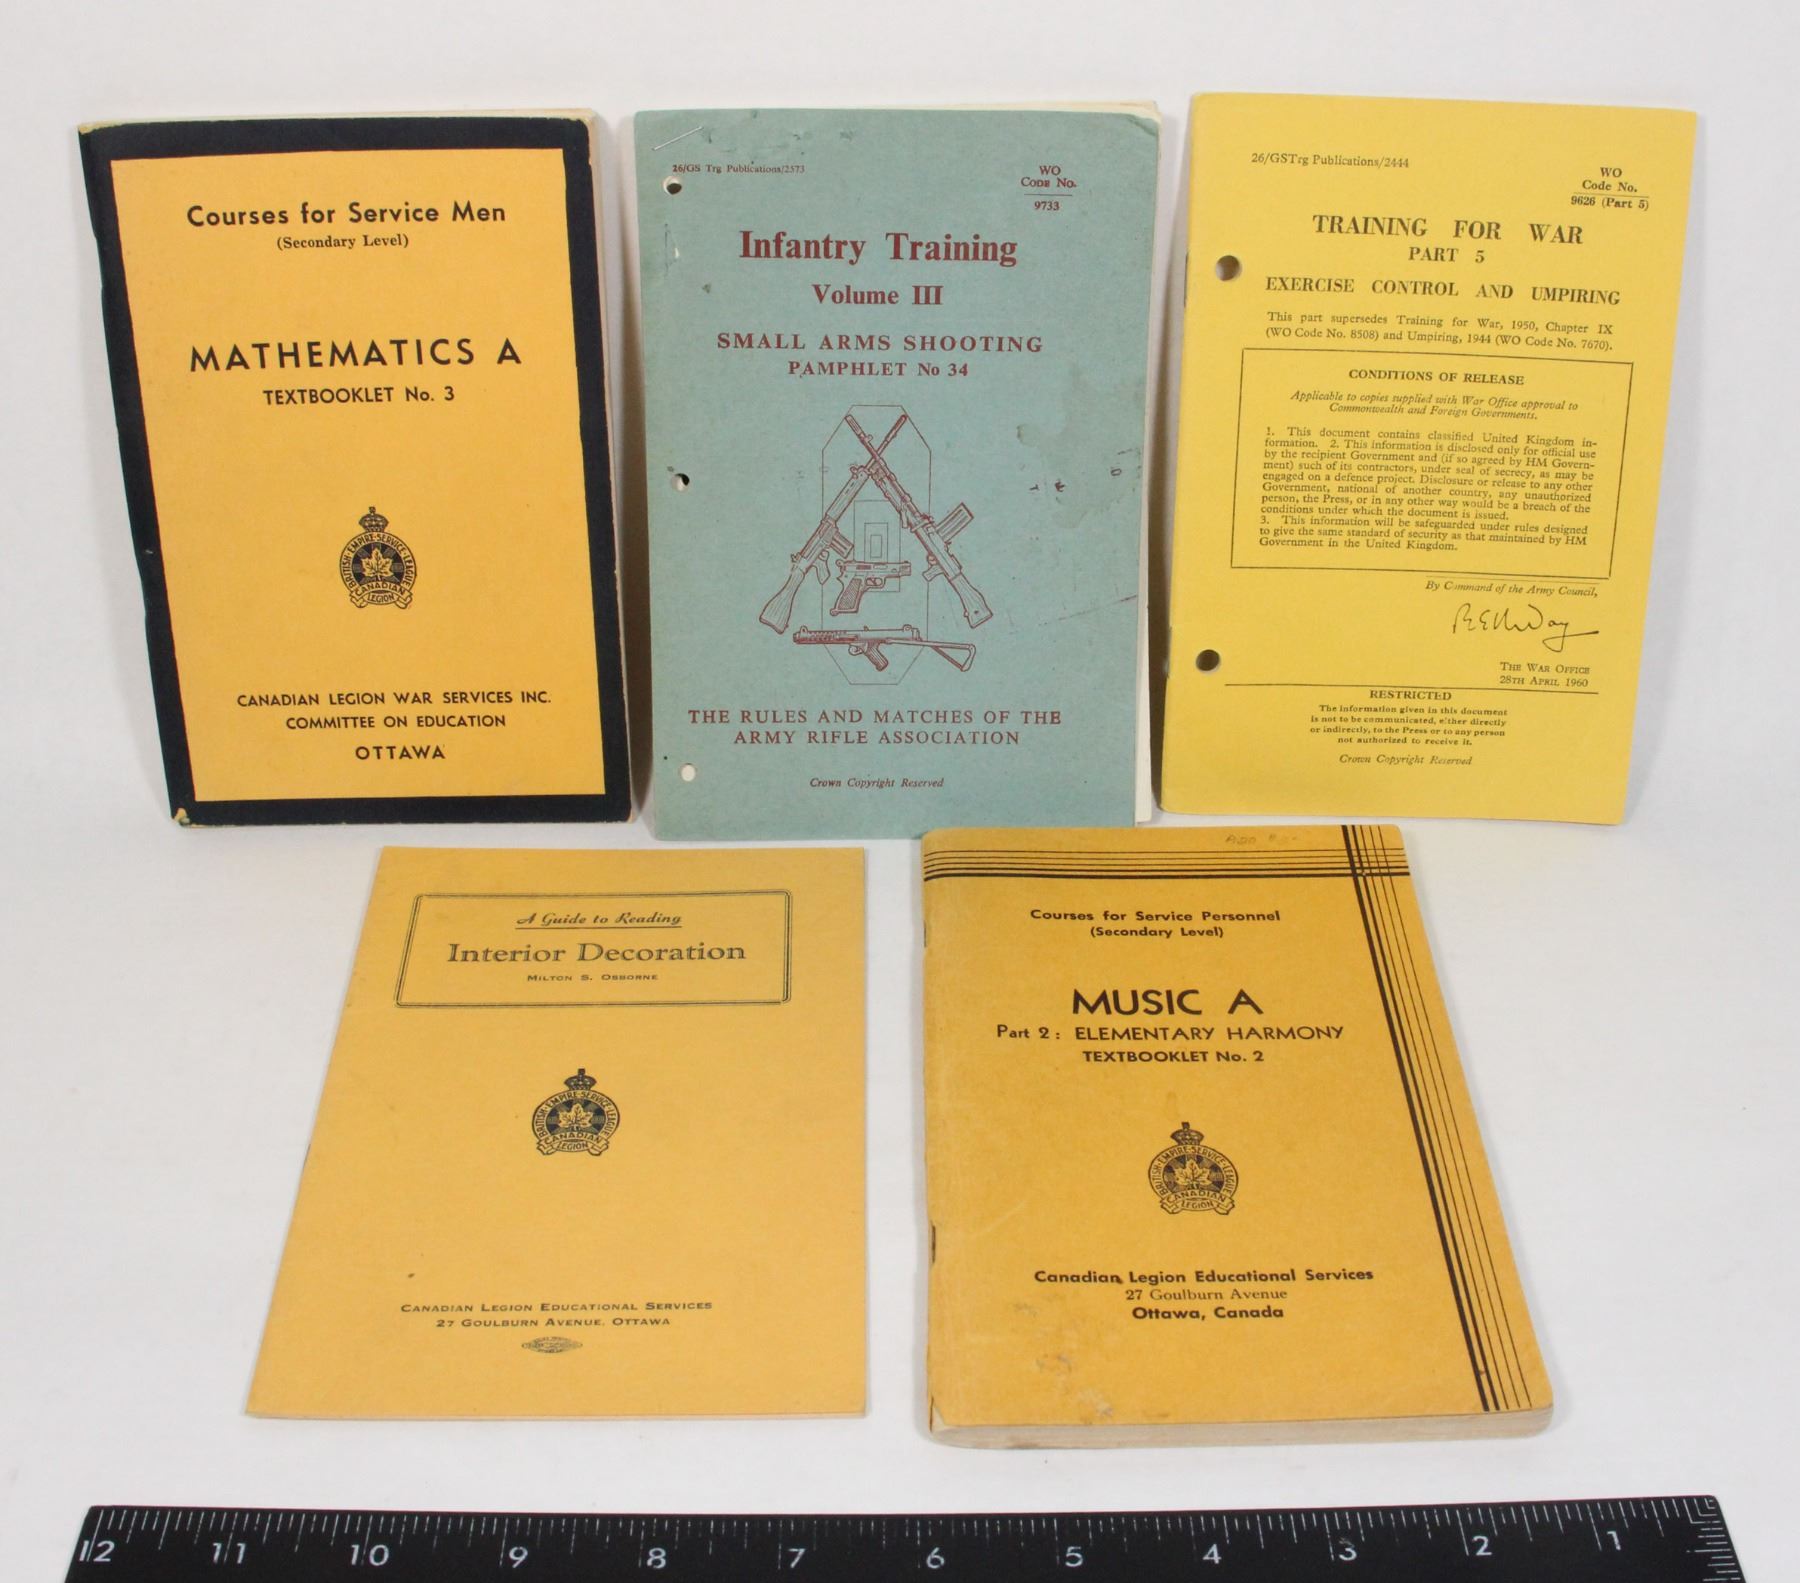 Courses for Service Men
(Secondary Level)
MATHEMATICS A
TEXTBOOKLET No. 3
BRITISH·EMPIRE·SERVICE·LEAGUE
CANADIAN
LEGION
CANADIAN LEGION WAR SERVICES INC.
COMMITTEE ON EDUCATION
OTTAWA
26/GS Trg Publications/2573
WO
CODE No.
9733
Infantry Training
Volume III
SMALL ARMS SHOOTING
PAMPHLET No 34
THE RULES AND MATCHES OF THE
ARMY RIFLE ASSOCIATION
Crown Copyright Reserved
26/GSTrg Publications/2444
WO
Code No.
9626 (Part 5)
TRAINING FOR WAR
PART 5
EXERCISE CONTROL AND UMPIRING
This part supersedes Training for War, 1950, Chapter IX
(WO Code No. 8508) and Umpiring, 1944 (WO Code No. 7670).
CONDITIONS OF RELEASE
Applicable to copies supplied with War Office approval to
Commonwealth and Foreign Governments.
1. This document contains classified United Kingdom in-
formation. 2. This information is disclosed only for official use
by the recipient Government and (if so agreed by HM Govern-
ment) such of its contractors, under seal of secrecy, as may be
engaged on a defence project. Disclosure or release to any other
Government, national of another country, any unauthorized
person, the Press, or in any other way would be a breach of the
conditions under which the document is issued.
3. This information will be safeguarded under rules designed
to give the same standard of security as that maintained by HM
Government in the United Kingdom.
By Command of the Army Council,
THE WAR OFFICE
28TH APRIL 1960
RESTRICTED
The information given in this document
is not to be communicated, either directly
or indirectly, to the Press or to any person
not authorized to receive it.
Crown Copyright Reserved
A Guide to Reading
Interior Decoration
MILTON S. OSBORNE
BRITISH·EMPIRE·SERVICE·LEAGUE
CANADIAN
LEGION
CANADIAN LEGION EDUCATIONAL SERVICES
27 GOULBURN AVENUE, OTTAWA
Courses for Service Personnel
(Secondary Level)
MUSIC A
Part 2: ELEMENTARY HARMONY
TEXTBOOKLET No. 2
BRITISH·EMPIRE·SERVICE·LEAGUE
CANADIAN
LEGION
Canadian Legion Educational Services
27 Goulburn Avenue
Ottawa, Canada
12 11 10 9 8 7 6 5 4 3 2 1